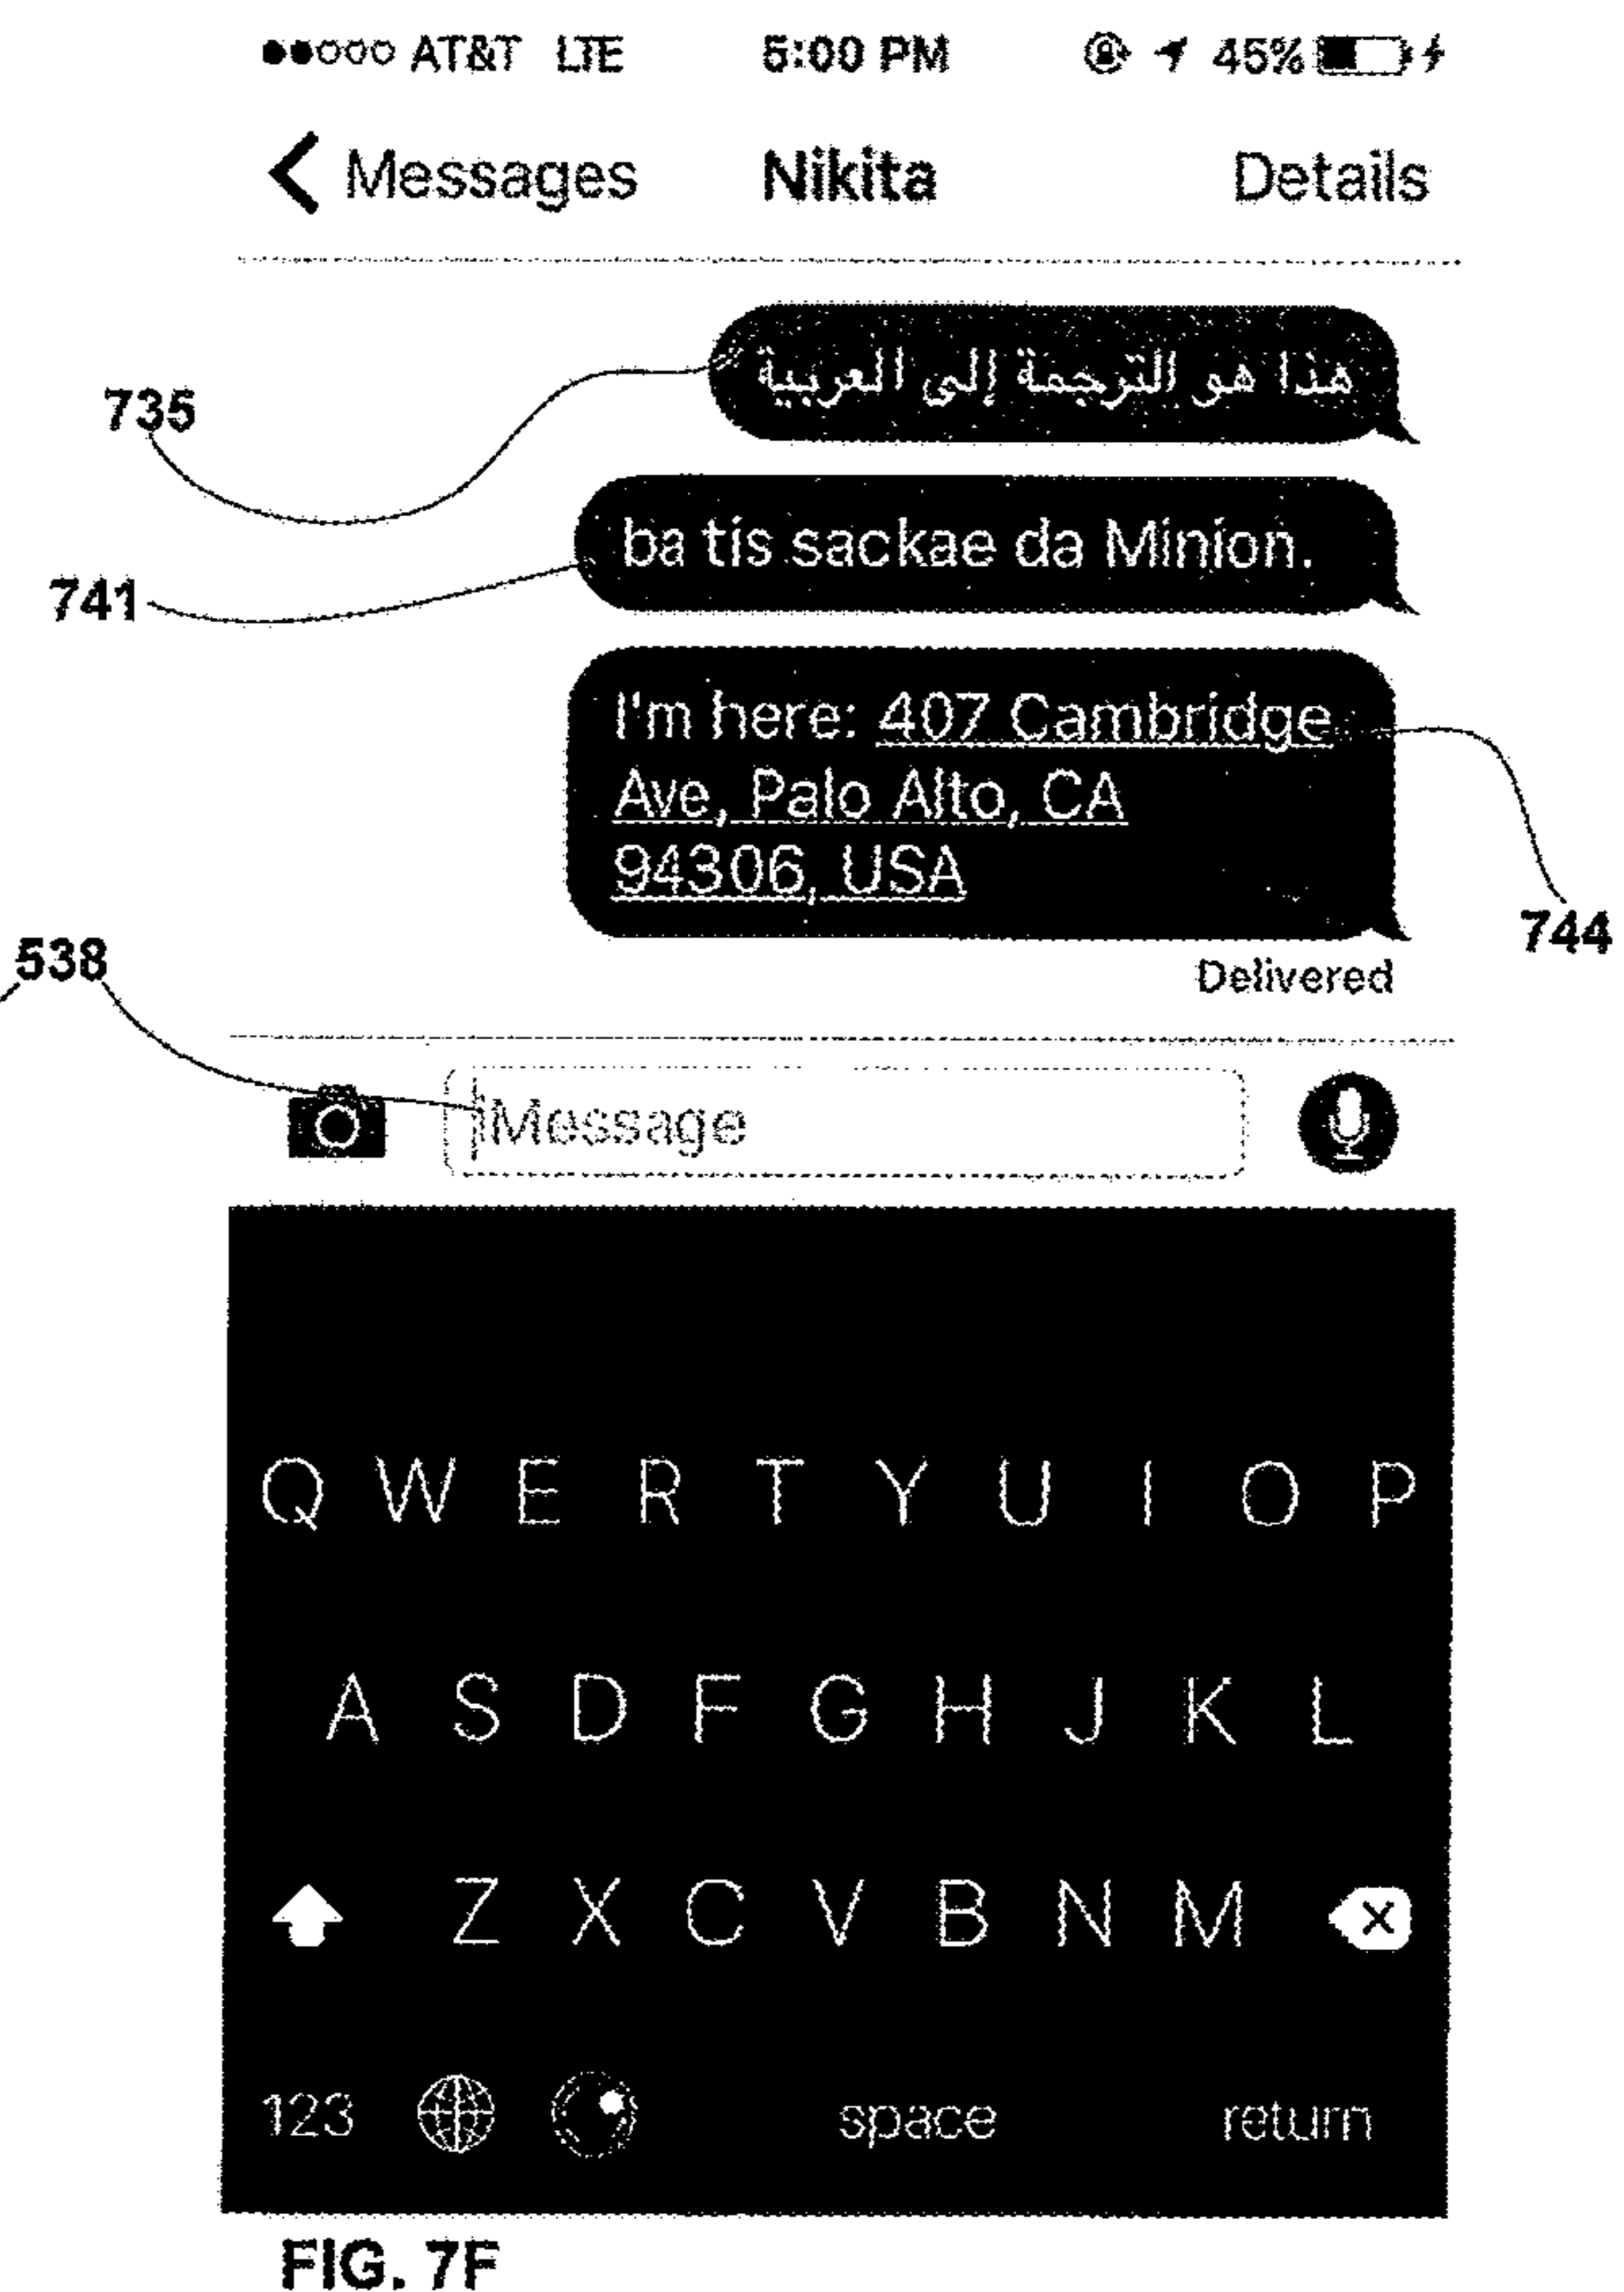 AT&T LTE 5:00 PM 45%
Messages Nikita Details
هذا هو الترجمة إلى العربية
735
ba tis sackae da Minion.
741
I'm here: 407 Cambridge
Ave, Palo Alto, CA
94306, USA
744
Delivered
538
Message
Q W E R T Y U I O P
A S D F G H J K L
Z X C V B N M
123 space return
FIG. 7F